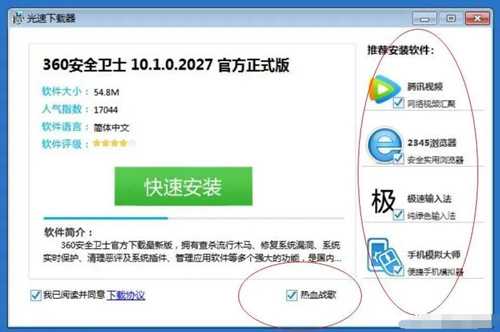 光速下载器
360安全卫士 10.1.0.2027 官方正式版
软件大小： 54.8M
人气指数： 17044
软件语言： 简体中文
软件评级：
快速安装
软件简介：
360安全卫士官方下载最新版，拥有查杀流行木马、修复系统漏洞、系
统实时保护、清理恶评及系统插件、管理应用软件等多个强大的功能，是国内...
我已阅读并同意下载协议
热血战歌
推荐安装软件：
腾讯视频
网络视频汇聚
2345浏览器
安全实用浏览器
极
极速输入法
纯绿色输入法
手机模拟大师
便捷手机模拟器